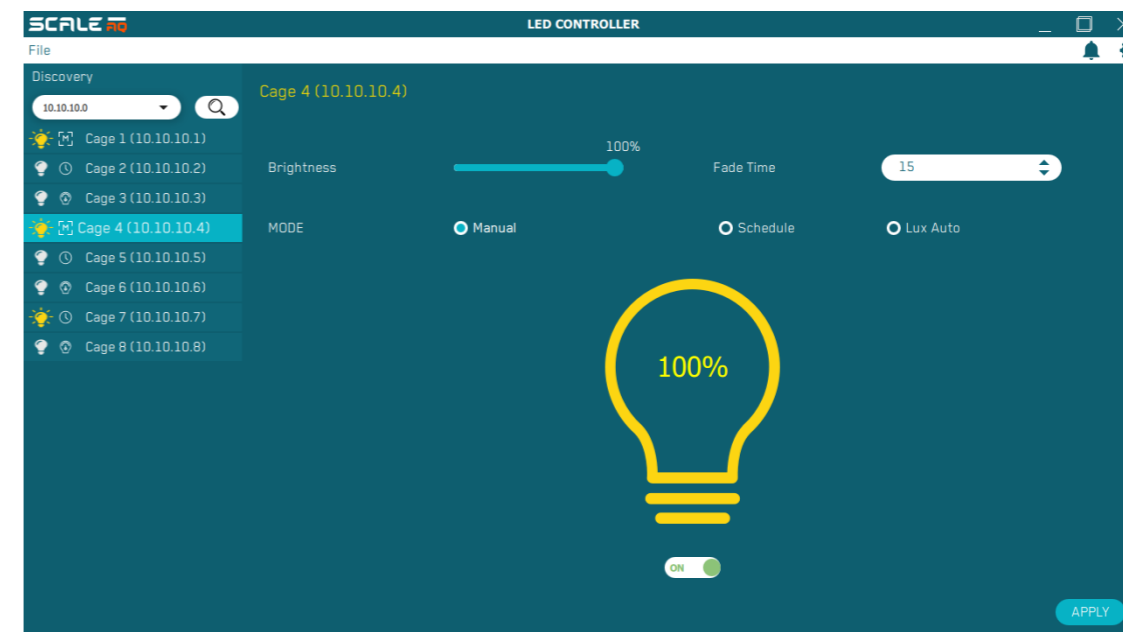 SCALE AQ
LED CONTROLLER
File
Discovery
10.10.10.0
M Cage 1 (10.10.10.1)
Cage 2 (10.10.10.2)
Cage 3 (10.10.10.3)
M Cage 4 (10.10.10.4)
Cage 5 (10.10.10.5)
Cage 6 (10.10.10.6)
Cage 7 (10.10.10.7)
Cage 8 (10.10.10.8)
Cage 4 (10.10.10.4)
100%
Brightness
Fade Time
15
MODE
Manual
Schedule
Lux Auto
100%
ON
APPLY